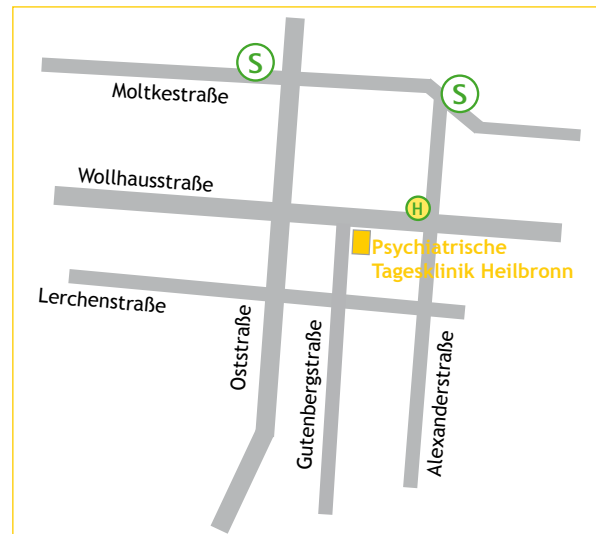 S
S
Moltkestraße
Wollhausstraße
H
Psychiatrische
Tagesklinik Heilbronn
Lerchenstraße
Oststraße
Gutenbergstraße
Alexanderstraße